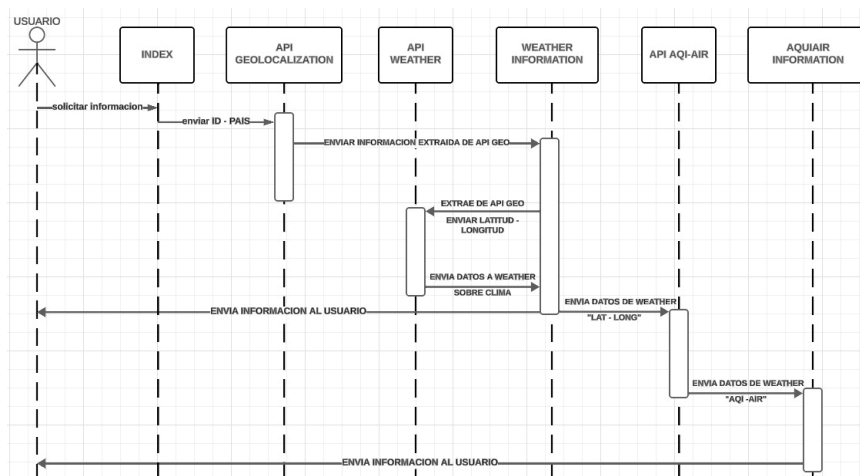 USUARIO
INDEX
API
GEOLOCALIZATION
API
WEATHER
WEATHER
INFORMATION
API AQI-AIR
AQUIAIR
INFORMATION
solicitar informacion
enviar ID - PAIS
ENVIAR INFORMACION EXTRAIDA DE API GEO
EXTRAE DE API GEO
ENVIAR LATITUD -
LONGITUD
ENVIA DATOS A WEATHER
SOBRE CLIMA
ENVIA INFORMACION AL USUARIO
ENVIA DATOS DE WEATHER
"LAT - LONG"
ENVIA DATOS DE WEATHER
"AQI -AIR"
ENVIA INFORMACION AL USUARIO